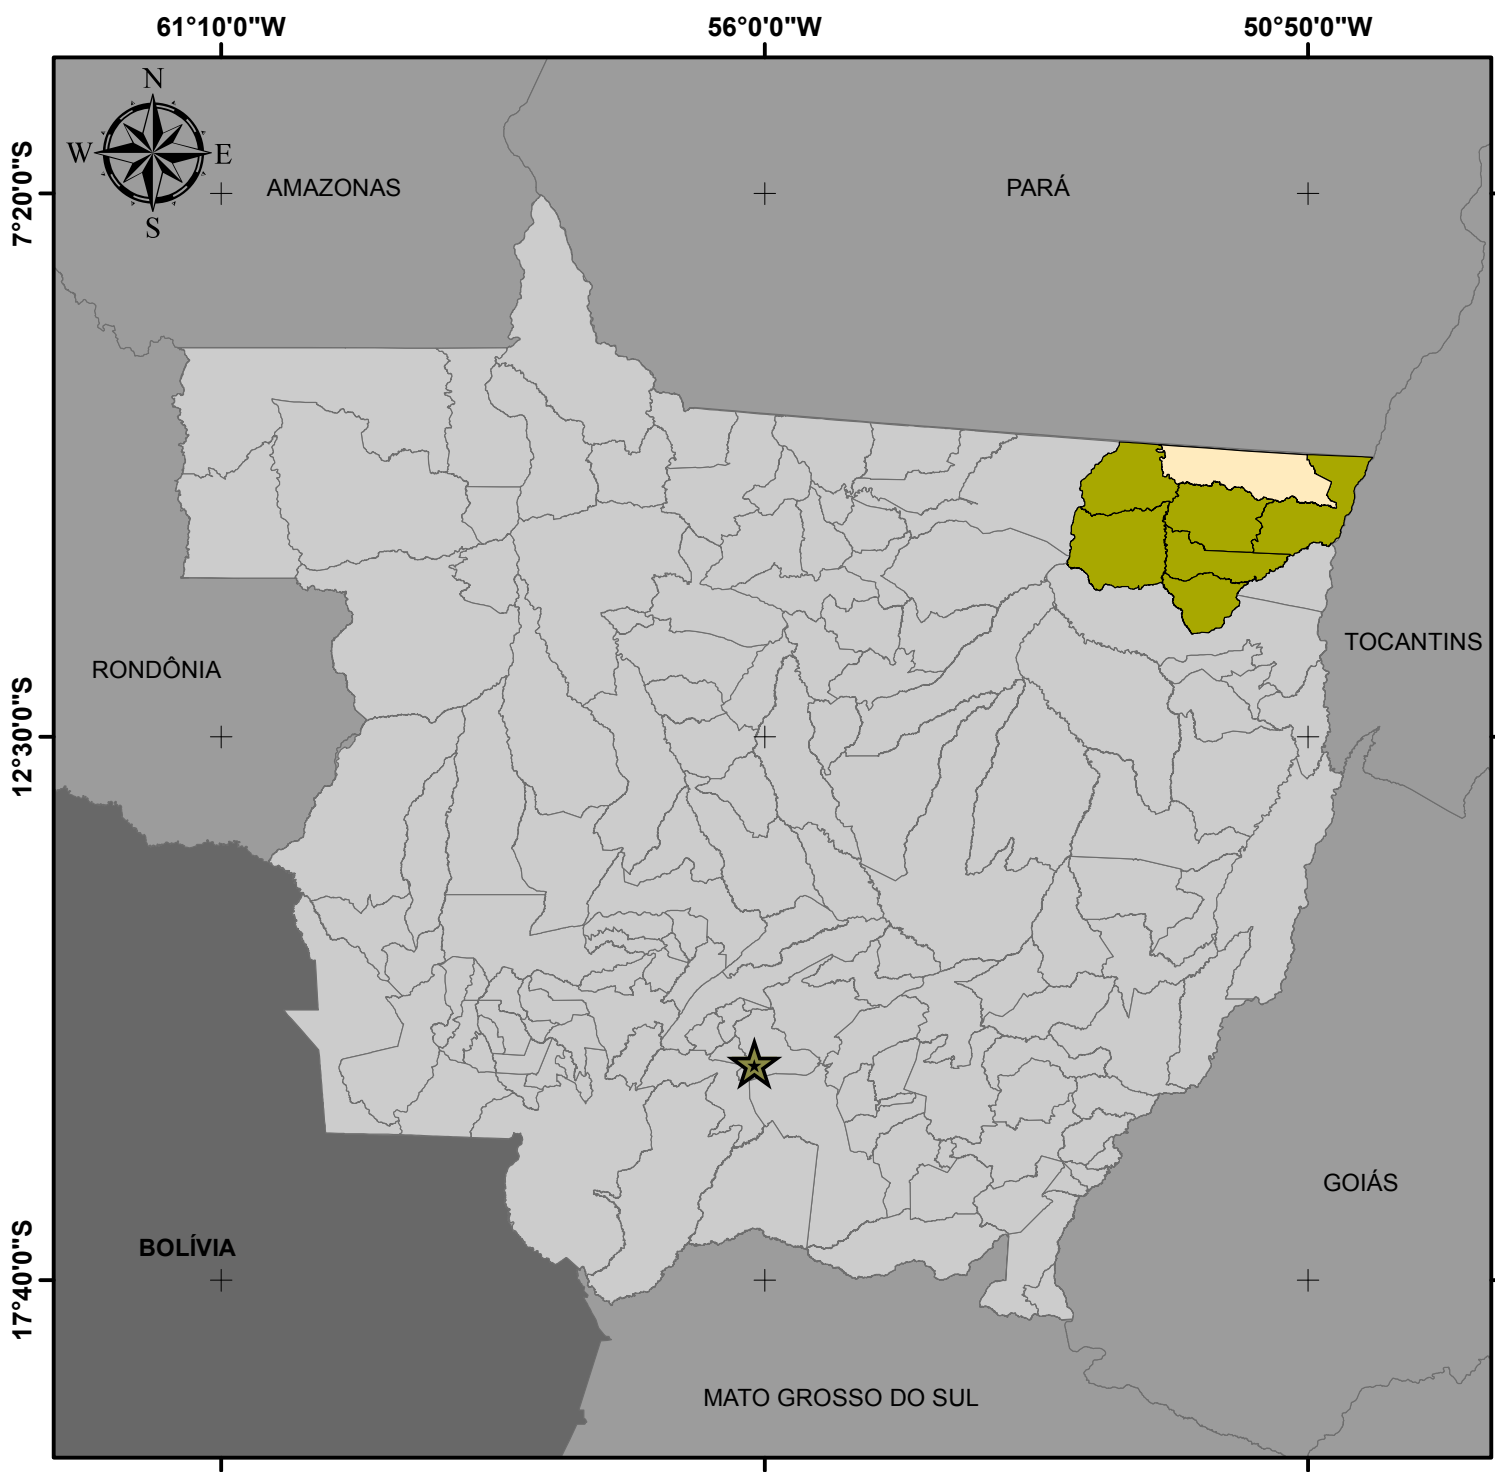 61°10'0"W 56°0'0"W 50°50'0"W
N
W E
S
7°20'0"S
AMAZONAS
PARÁ
TOCANTINS
RONDÔNIA
12°30'0"S
GOIÁS
BOLÍVIA
17°40'0"S
MATO GROSSO DO SUL